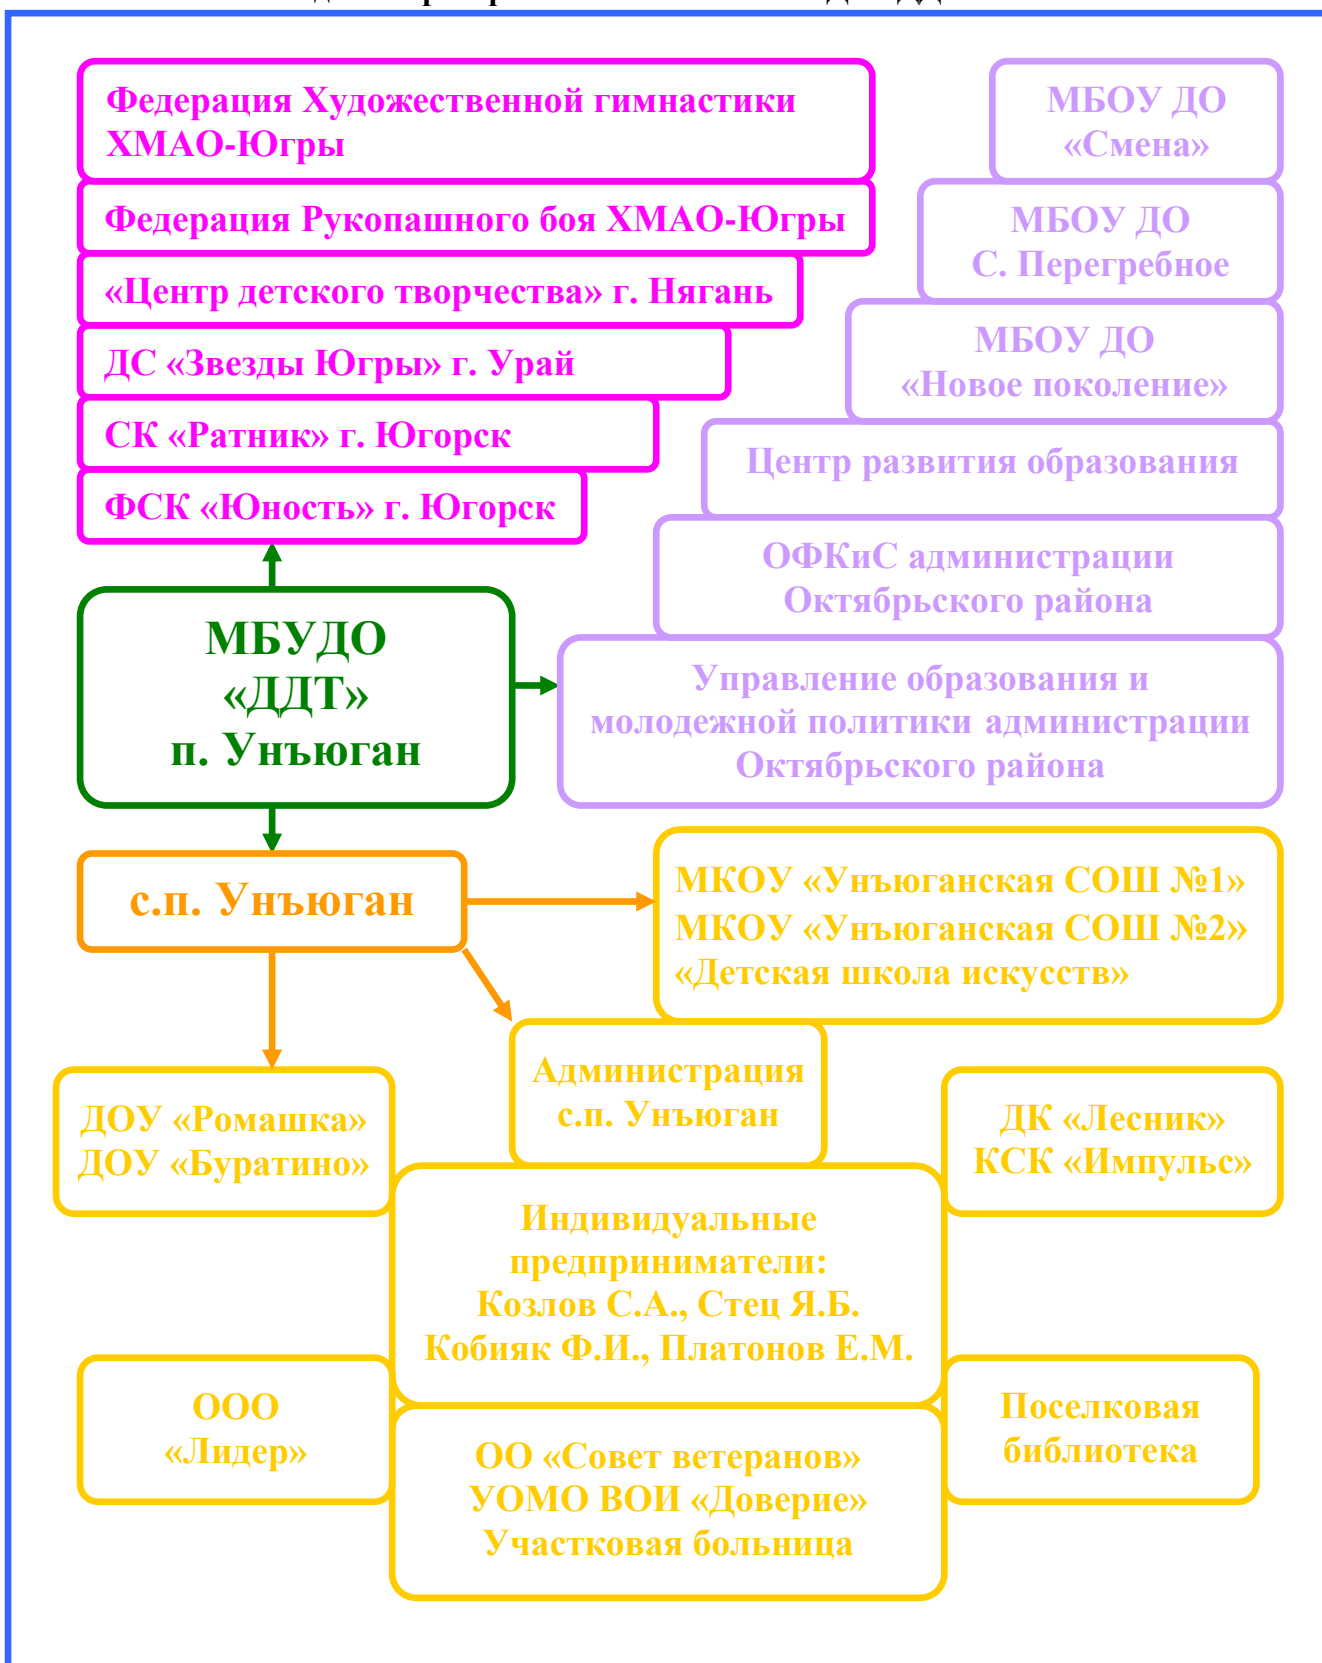 Федерация Художественной гимнастики
ХМАО-Югры
Федерация Рукопашного боя ХМАО-Югры
«Центр детского творчества» г. Нягань
ДС «Звезды Югры» г. Урай
СК «Ратник» г. Югорск
ФСК «Юность» г. Югорск
МБОУ ДО
«Смена»
МБОУ ДО
С. Перегребное
МБОУ ДО
«Новое поколение»
Центр развития образования
ОФКиС администрации
Октябрьского района
Управление образования и
молодежной политики администрации
Октябрьского района
МБУДО
«ДДТ»
п. Унъюган
с.п. Унъюган
МКОУ «Унъюганская СОШ №1»
МКОУ «Унъюганская СОШ №2»
«Детская школа искусств»
Администрация
с.п. Унъюган
ДОУ «Ромашка»
ДОУ «Буратино»
ДК «Лесник»
КСК «Импульс»
Индивидуальные
предприниматели:
Козлов С.А., Стец Я.Б.
Кобияк Ф.И., Платонов Е.М.
ООО
«Лидер»
Поселковая
библиотека
ОО «Совет ветеранов»
УОМО ВОИ «Доверие»
Участковая больница